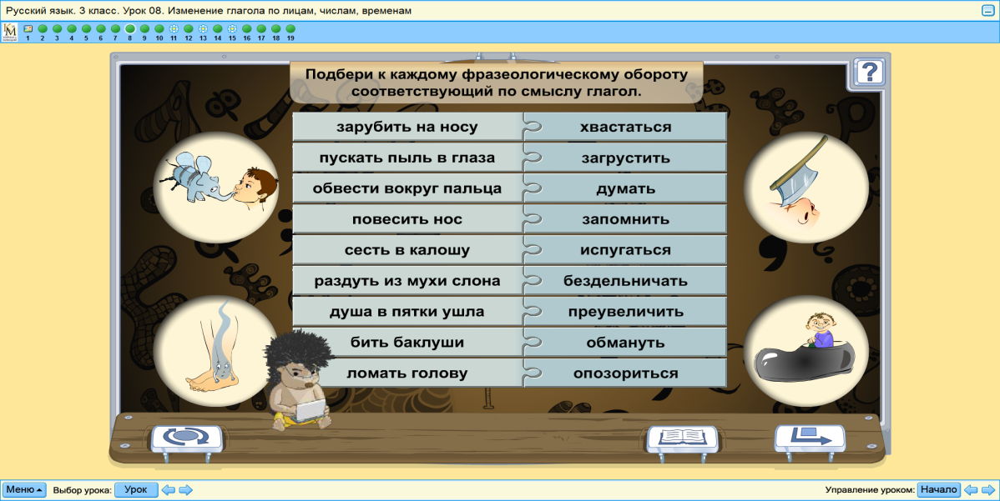 Русский язык. 3 класс. Урок 08. Изменение глагола по лицам, числам, временам
1 2 3 4 5 6 7 8 9 10 11 12 13 14 15 16 17 18 19
Подбери к каждому фразеологическому обороту
соответствующий по смыслу глагол.
?
зарубить на носу хвастаться
пускать пыль в глаза загрустить
обвести вокруг пальца думать
повесить нос запомнить
сесть в калошу испугаться
раздуть из мухи слона бездельничать
душа в пятки ушла преувеличить
бить баклуши обмануть
ломать голову опозориться
Меню Выбор урока: Урок Управление уроком: Начало